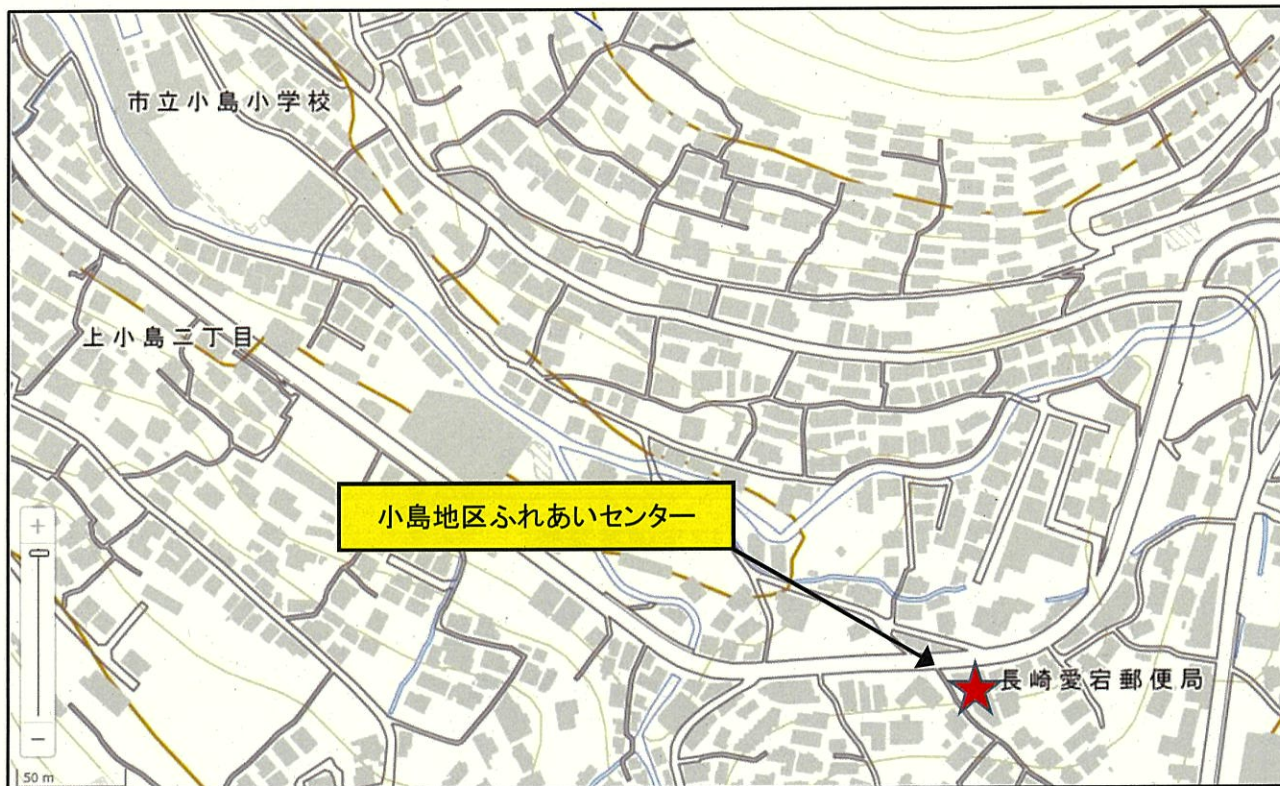 市立小島小学校
上小島二丁目
小島地区ふれあいセンター
長崎愛宕郵便局
+
−
50 m